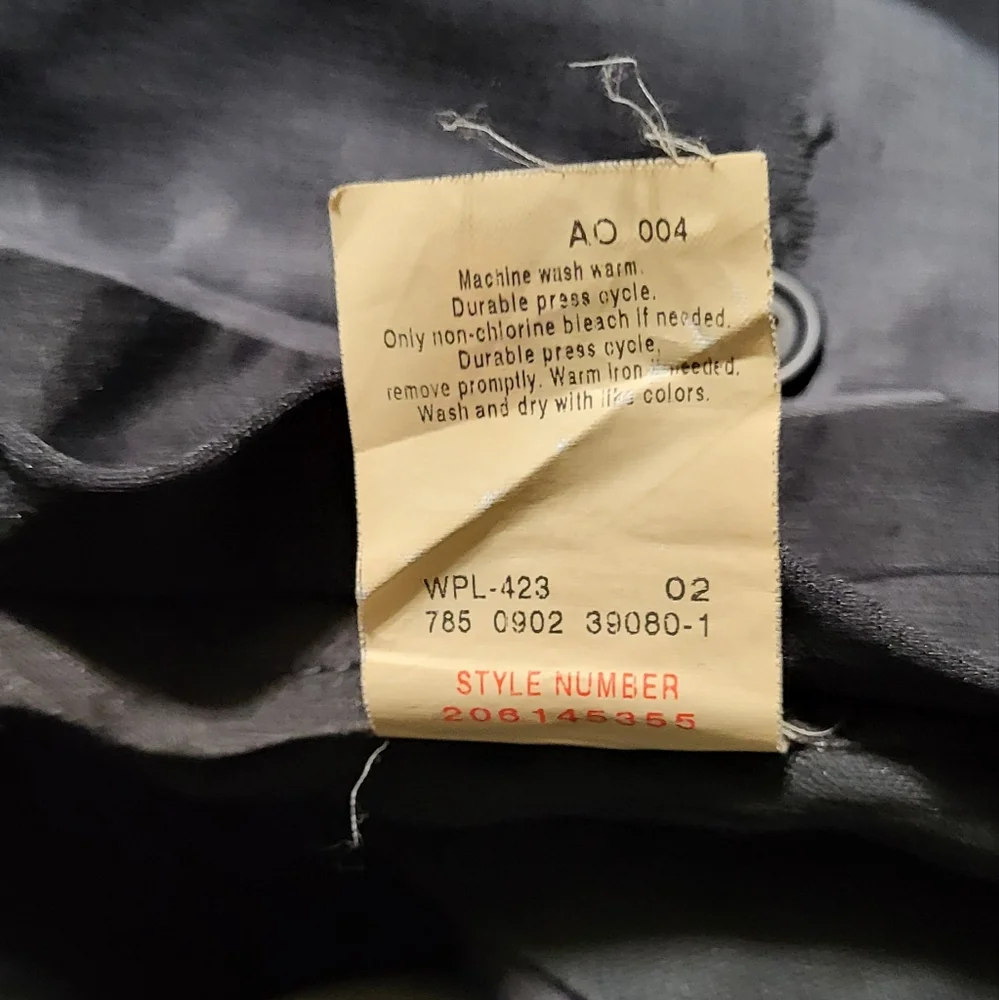 AO 004
Machine wash warm.
Durable press cycle.
Only non-chlorine bleach if needed.
Durable press cycle,
remove promptly. Warm iron if needed.
Wash and dry with like colors.
WPL-423 02
785 0902 39080-1
STYLE NUMBER
206145355